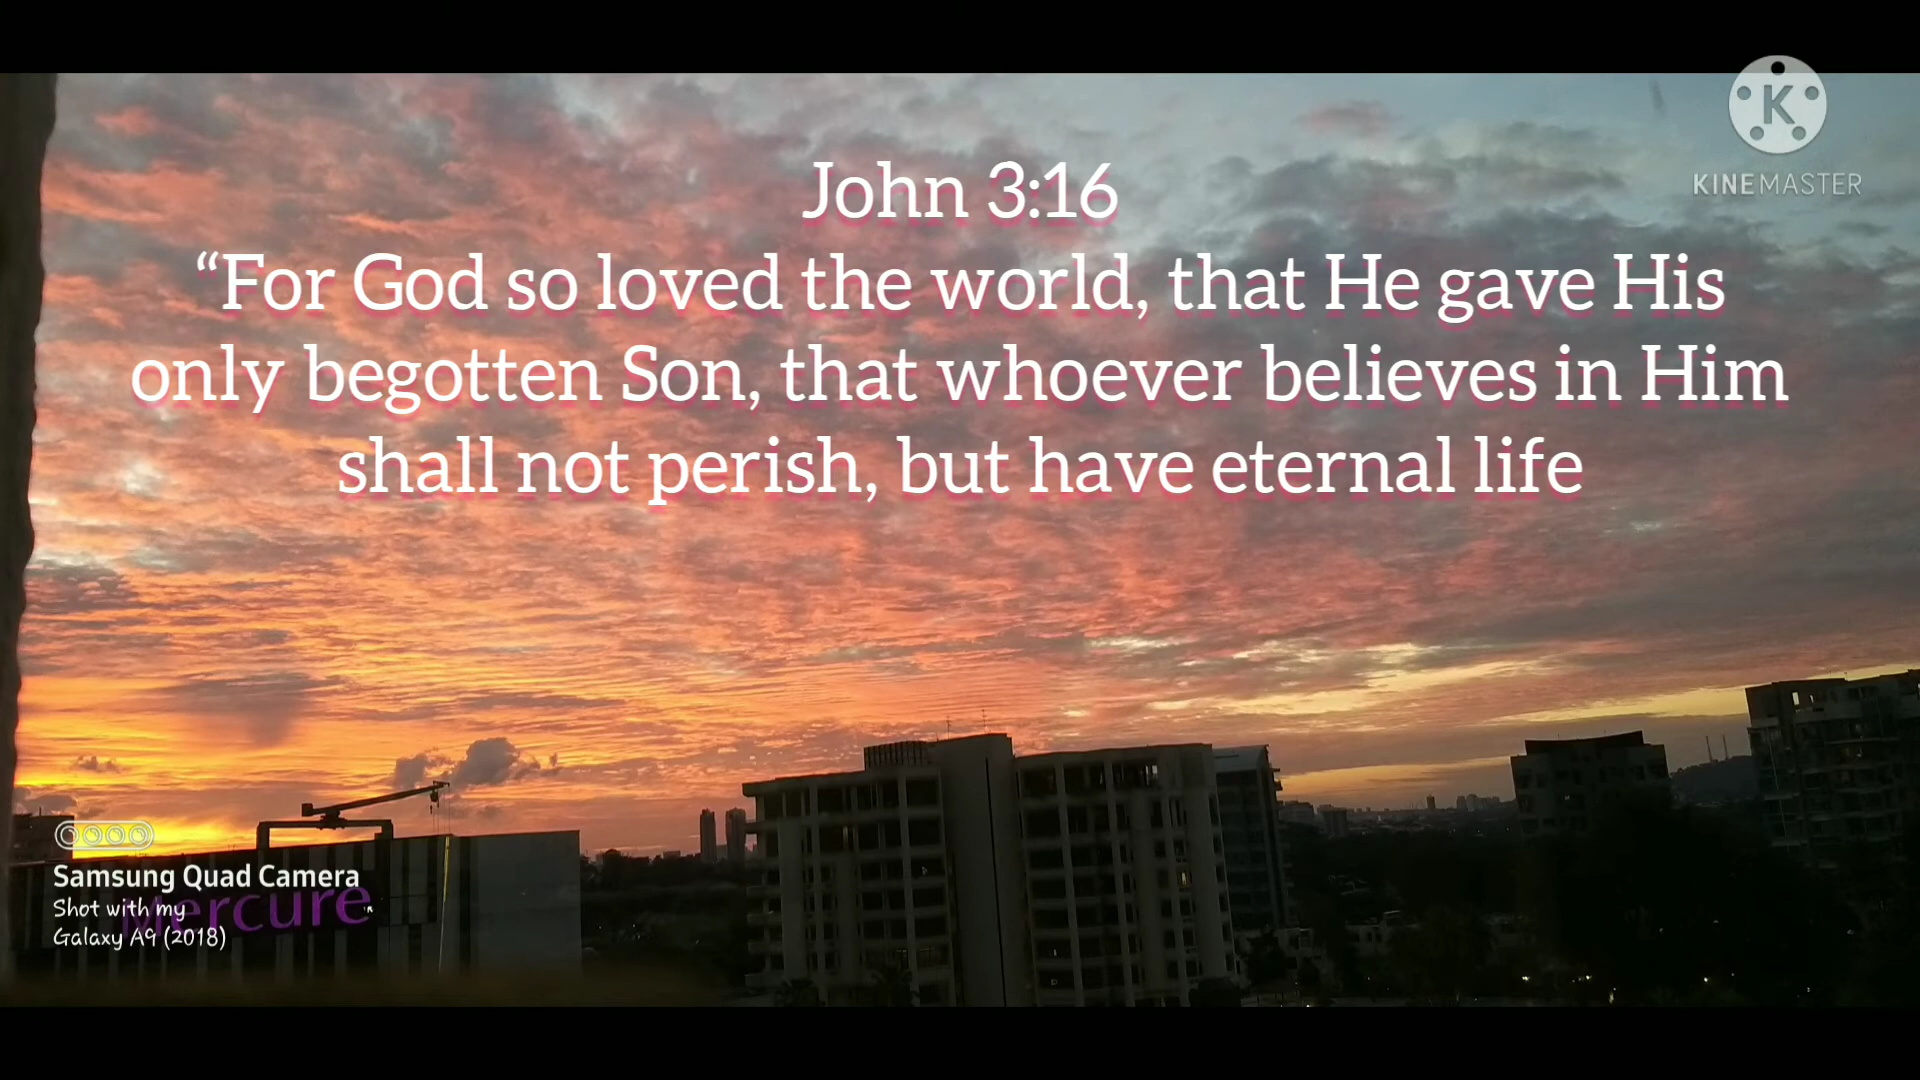 KINEMASTER
John 3:16
“For God so loved the world, that He gave His
only begotten Son, that whoever believes in Him
shall not perish, but have eternal life
Samsung Quad Camera
Shot with my
Galaxy A9 (2018)
Mercure